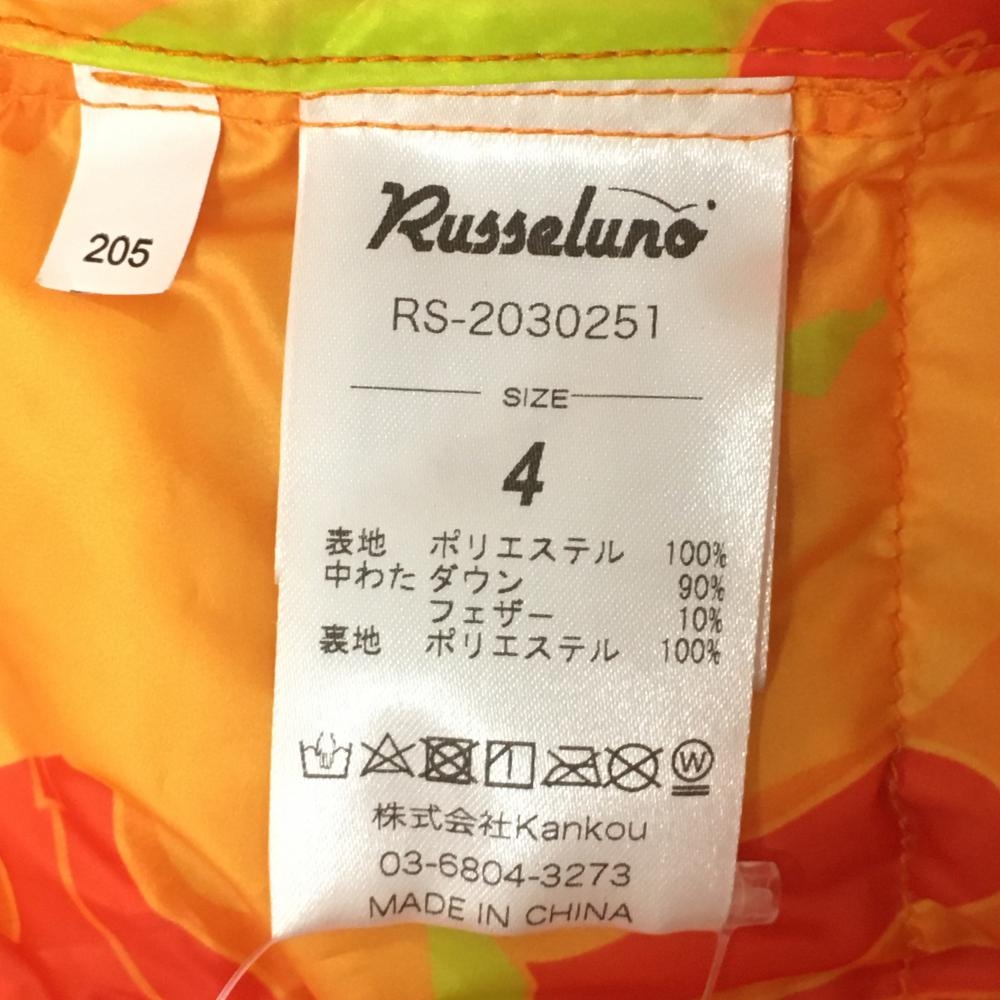 205
Russeluno
RS-2030251
SIZE
4
表地 ポリエステル 100%
中わた ダウン 90%
フェザー 10%
裏地 ポリエステル 100%
W
株式会社Kankou
03-6804-3273
MADE IN CHINA